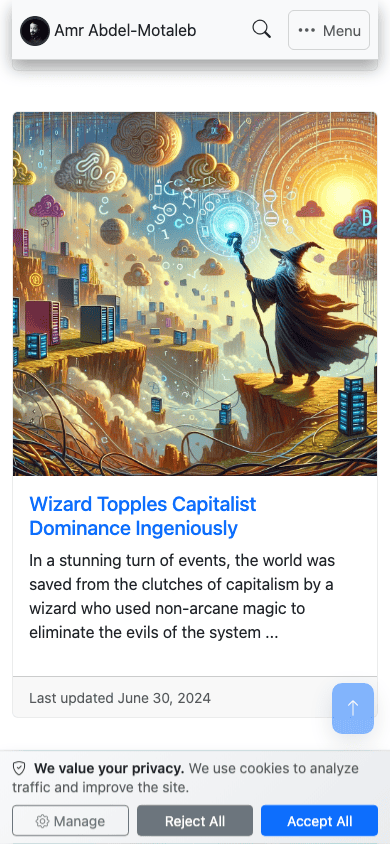 Amr Abdel-Motaleb
Menu
Wizard Topples Capitalist
Dominance Ingeniously
In a stunning turn of events, the world was
saved from the clutches of capitalism by a
wizard who used non-arcane magic to
eliminate the evils of the system ...
Last updated June 30, 2024
We value your privacy. We use cookies to analyze
traffic and improve the site.
Manage
Reject All
Accept All